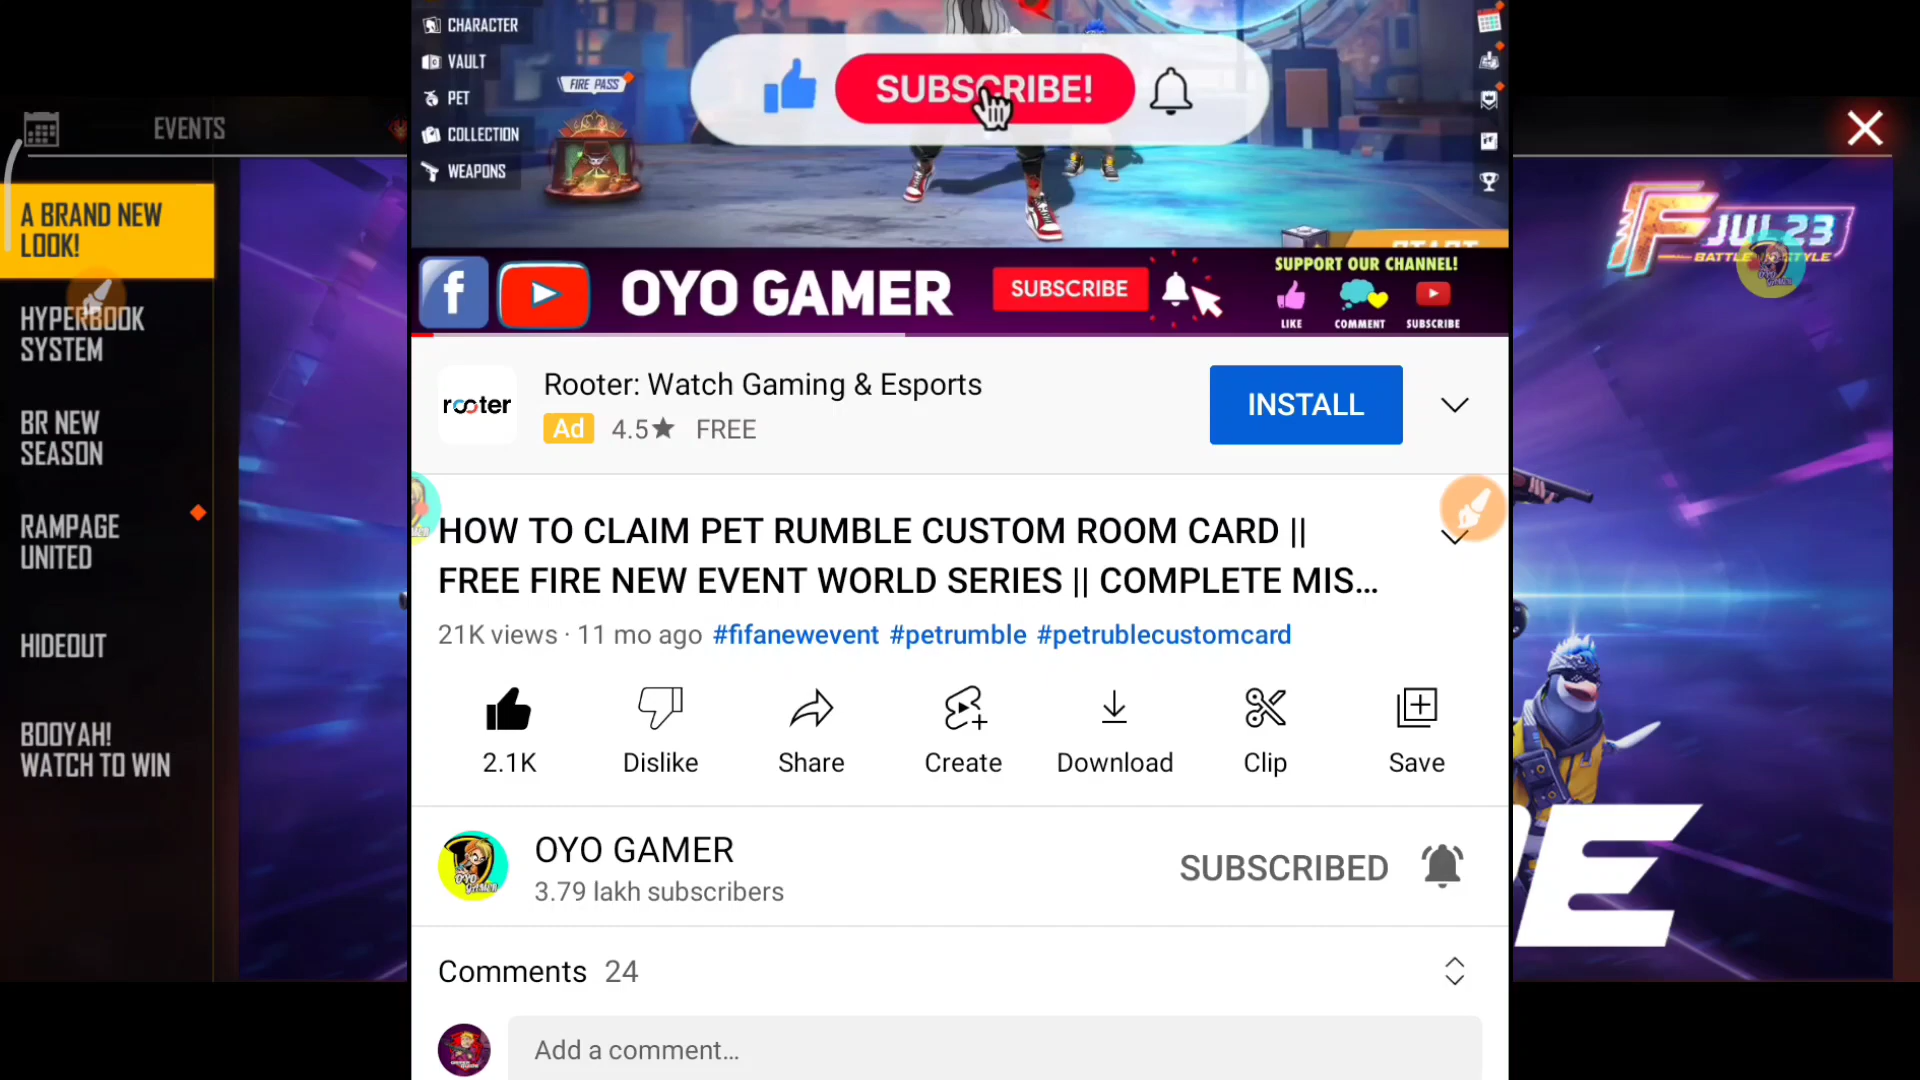 EVENTS
A BRAND NEW
LOOK!
HYPERBOOK
SYSTEM
BR NEW
SEASON
RAMPAGE
UNITED
HIDEOUT
BOOYAH!
WATCH TO WIN
CHARACTER
VAULT
PET
COLLECTION
WEAPONS
FIRE PASS
SUBSCRIBE!
f
OYO GAMER
SUBSCRIBE
SUPPORT OUR CHANNEL!
LIKE
COMMENT
SUBSCRIBE
rooter
Rooter: Watch Gaming & Esports
Ad 4.5★ FREE
INSTALL
HOW TO CLAIM PET RUMBLE CUSTOM ROOM CARD ||
FREE FIRE NEW EVENT WORLD SERIES || COMPLETE MIS...
21K views · 11 mo ago #fifanewevent #petrumble #petrublecustomcard
2.1K
Dislike
Share
Create
Download
Clip
Save
OYO GAMER
3.79 lakh subscribers
SUBSCRIBED
Comments 24
Add a comment...
JUL 23
E